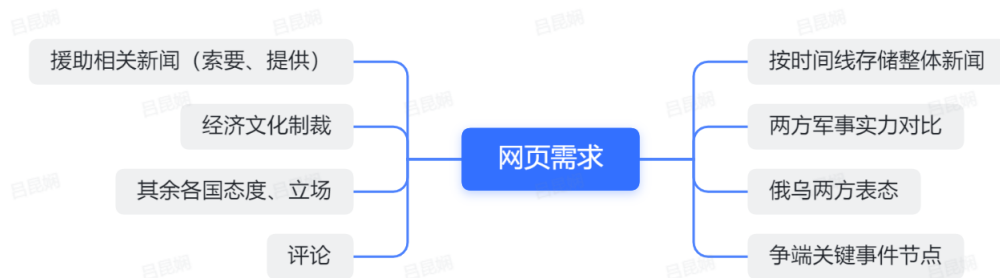 网页需求
援助相关新闻（索要、提供）
经济文化制裁
其余各国态度、立场
评论
按时间线存储整体新闻
两方军事实力对比
俄乌两方表态
争端关键事件节点
吕昆娴